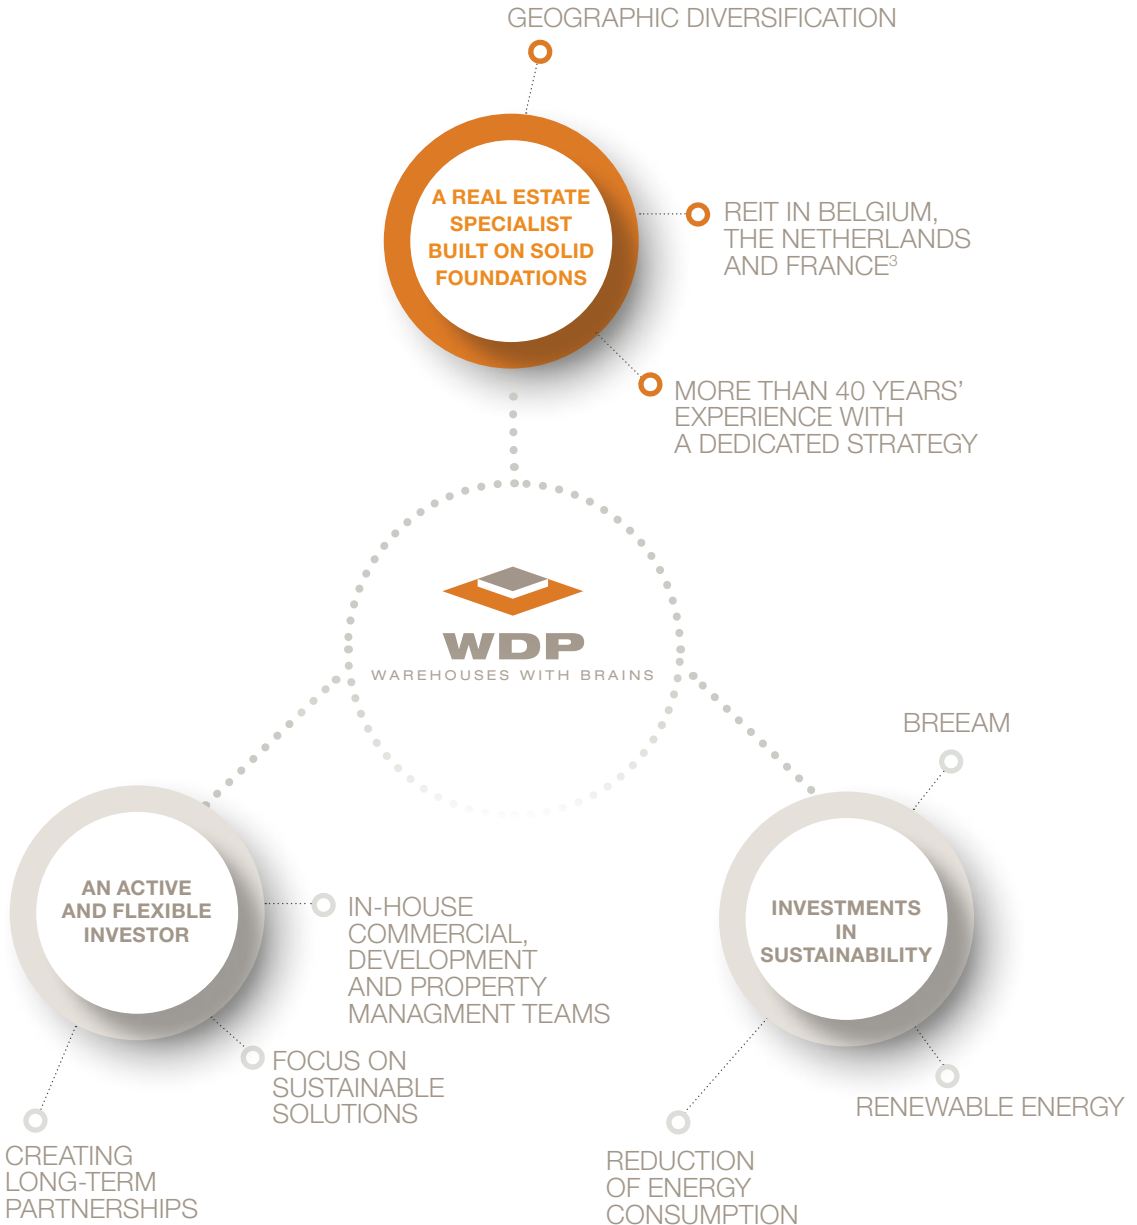 GEOGRAPHIC DIVERSIFICATION
A REAL ESTATE
SPECIALIST
BUILT ON SOLID
FOUNDATIONS
REIT IN BELGIUM,
THE NETHERLANDS
AND FRANCE³
MORE THAN 40 YEARS’
EXPERIENCE WITH
A DEDICATED STRATEGY
WDP
WAREHOUSES WITH BRAINS
BREEAM
AN ACTIVE
AND FLEXIBLE
INVESTOR
IN-HOUSE
COMMERCIAL,
DEVELOPMENT
AND PROPERTY
MANAGMENT TEAMS
INVESTMENTS
IN
SUSTAINABILITY
FOCUS ON
SUSTAINABLE
SOLUTIONS
RENEWABLE ENERGY
CREATING
LONG-TERM
PARTNERSHIPS
REDUCTION
OF ENERGY
CONSUMPTION